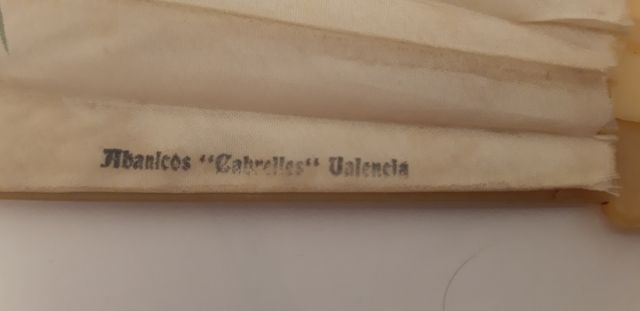 Abanicos “Cabrelles“ Valencia